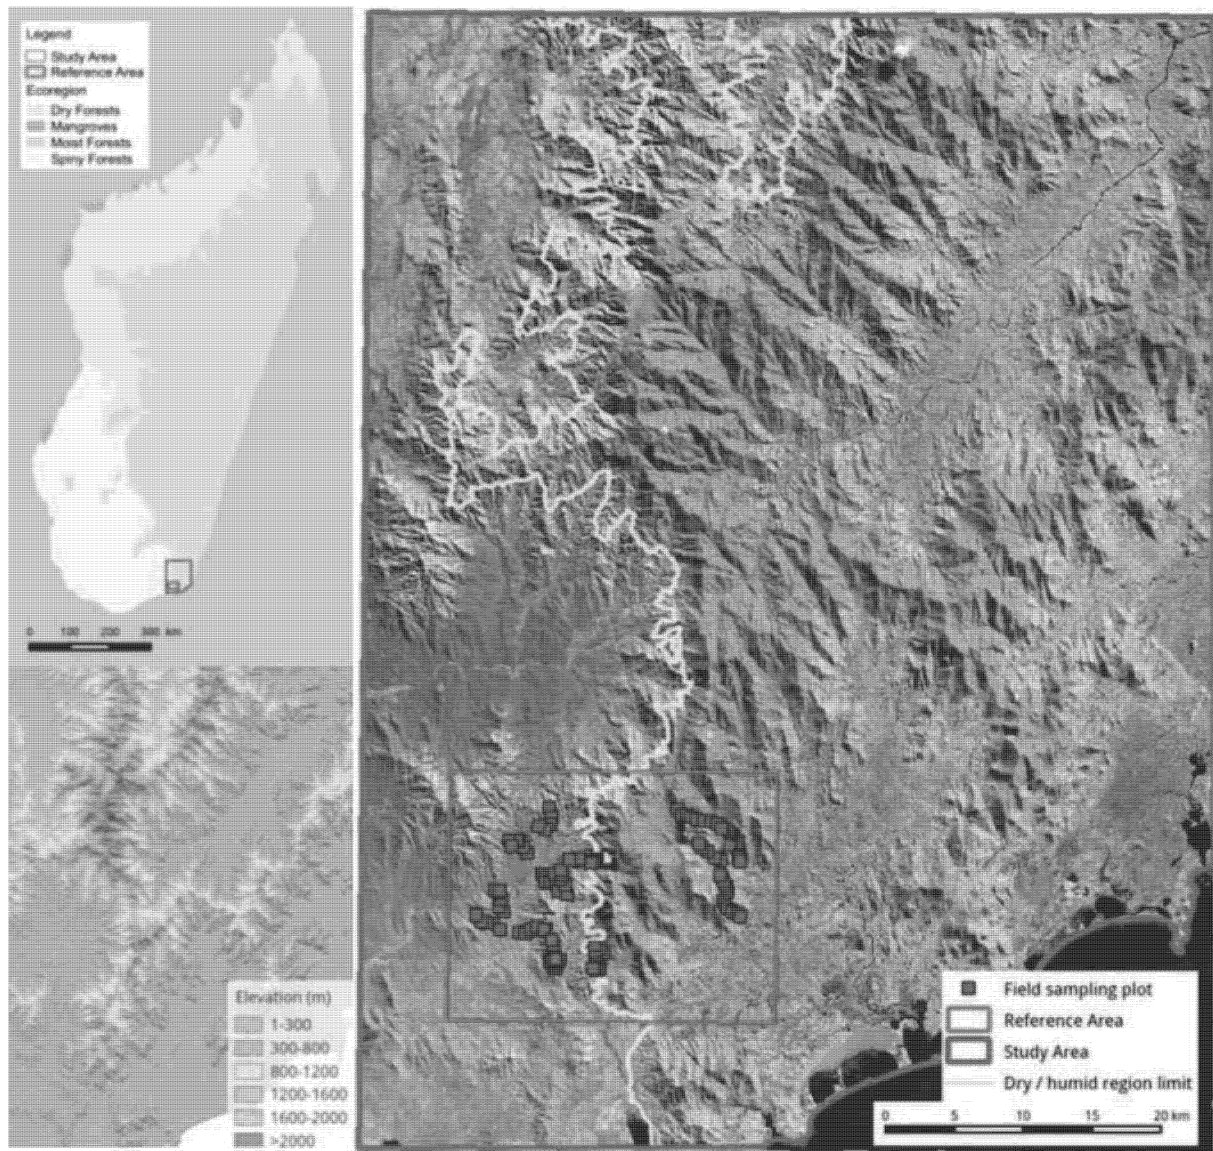 Legend
Study Area
Reference Area
Ecoregion
Dry Forests
Mangroves
Moist Forests
Spiny Forests
0 100 200 300 km
Elevation (m)
1-300
300-800
800-1200
1200-1600
1600-2000
>2000
Field sampling plot
Reference Area
Study Area
Dry / humid region limit
0 5 10 15 20 km